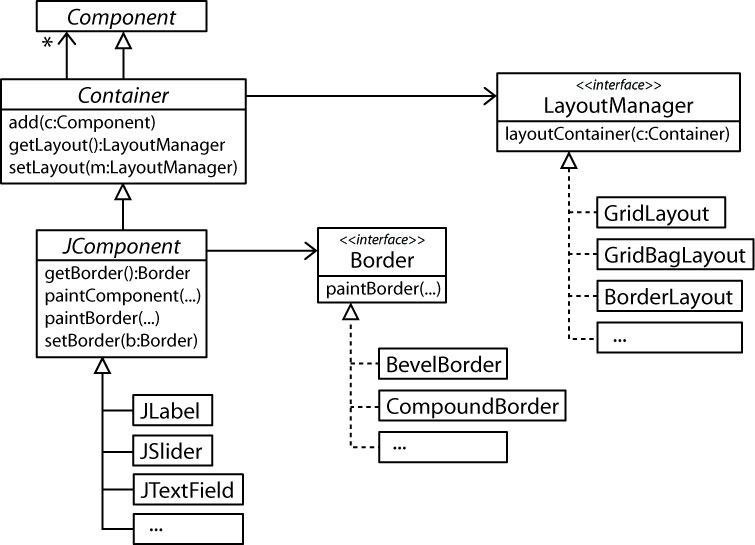 Component
*
Container
add(c:Component)
getLayout():LayoutManager
setLayout(m:LayoutManager)
<<interface>>
LayoutManager
layoutContainer(c:Container)
GridLayout
GridBagLayout
BorderLayout
...
JComponent
getBorder():Border
paintComponent(...)
paintBorder(...)
setBorder(b:Border)
<<interface>>
Border
paintBorder(...)
BevelBorder
CompoundBorder
...
JLabel
JSlider
JTextField
...